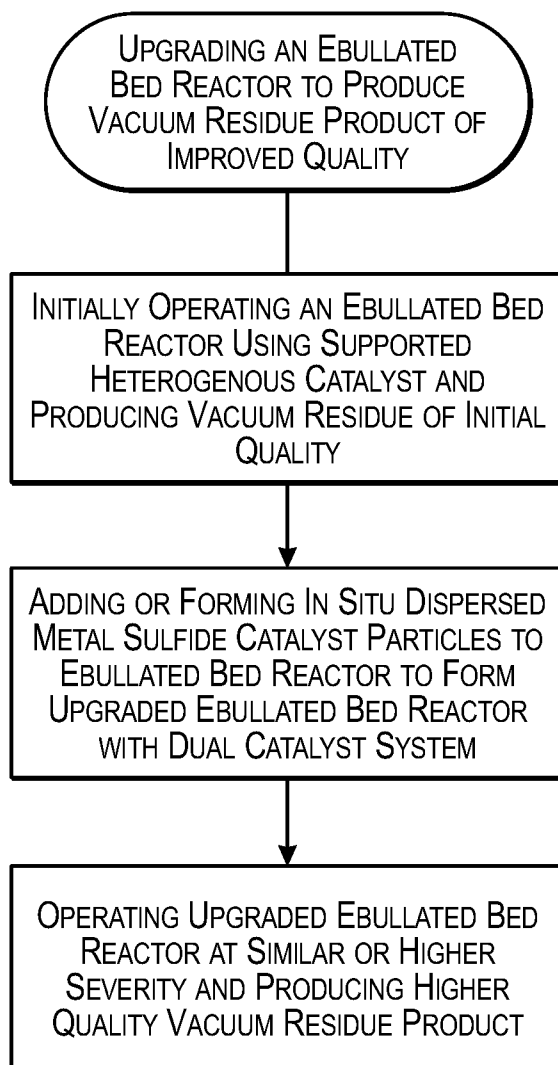 UPGRADING AN EBULLATED
BED REACTOR TO PRODUCE
VACUUM RESIDUE PRODUCT OF
IMPROVED QUALITY
INITIALLY OPERATING AN EBULLATED BED
REACTOR USING SUPPORTED
HETEROGENOUS CATALYST AND
PRODUCING VACUUM RESIDUE OF INITIAL
QUALITY
ADDING OR FORMING IN SITU DISPERSED
METAL SULFIDE CATALYST PARTICLES TO
EBULLATED BED REACTOR TO FORM
UPGRADED EBULLATED BED REACTOR
WITH DUAL CATALYST SYSTEM
OPERATING UPGRADED EBULLATED BED
REACTOR AT SIMILAR OR HIGHER
SEVERITY AND PRODUCING HIGHER
QUALITY VACUUM RESIDUE PRODUCT